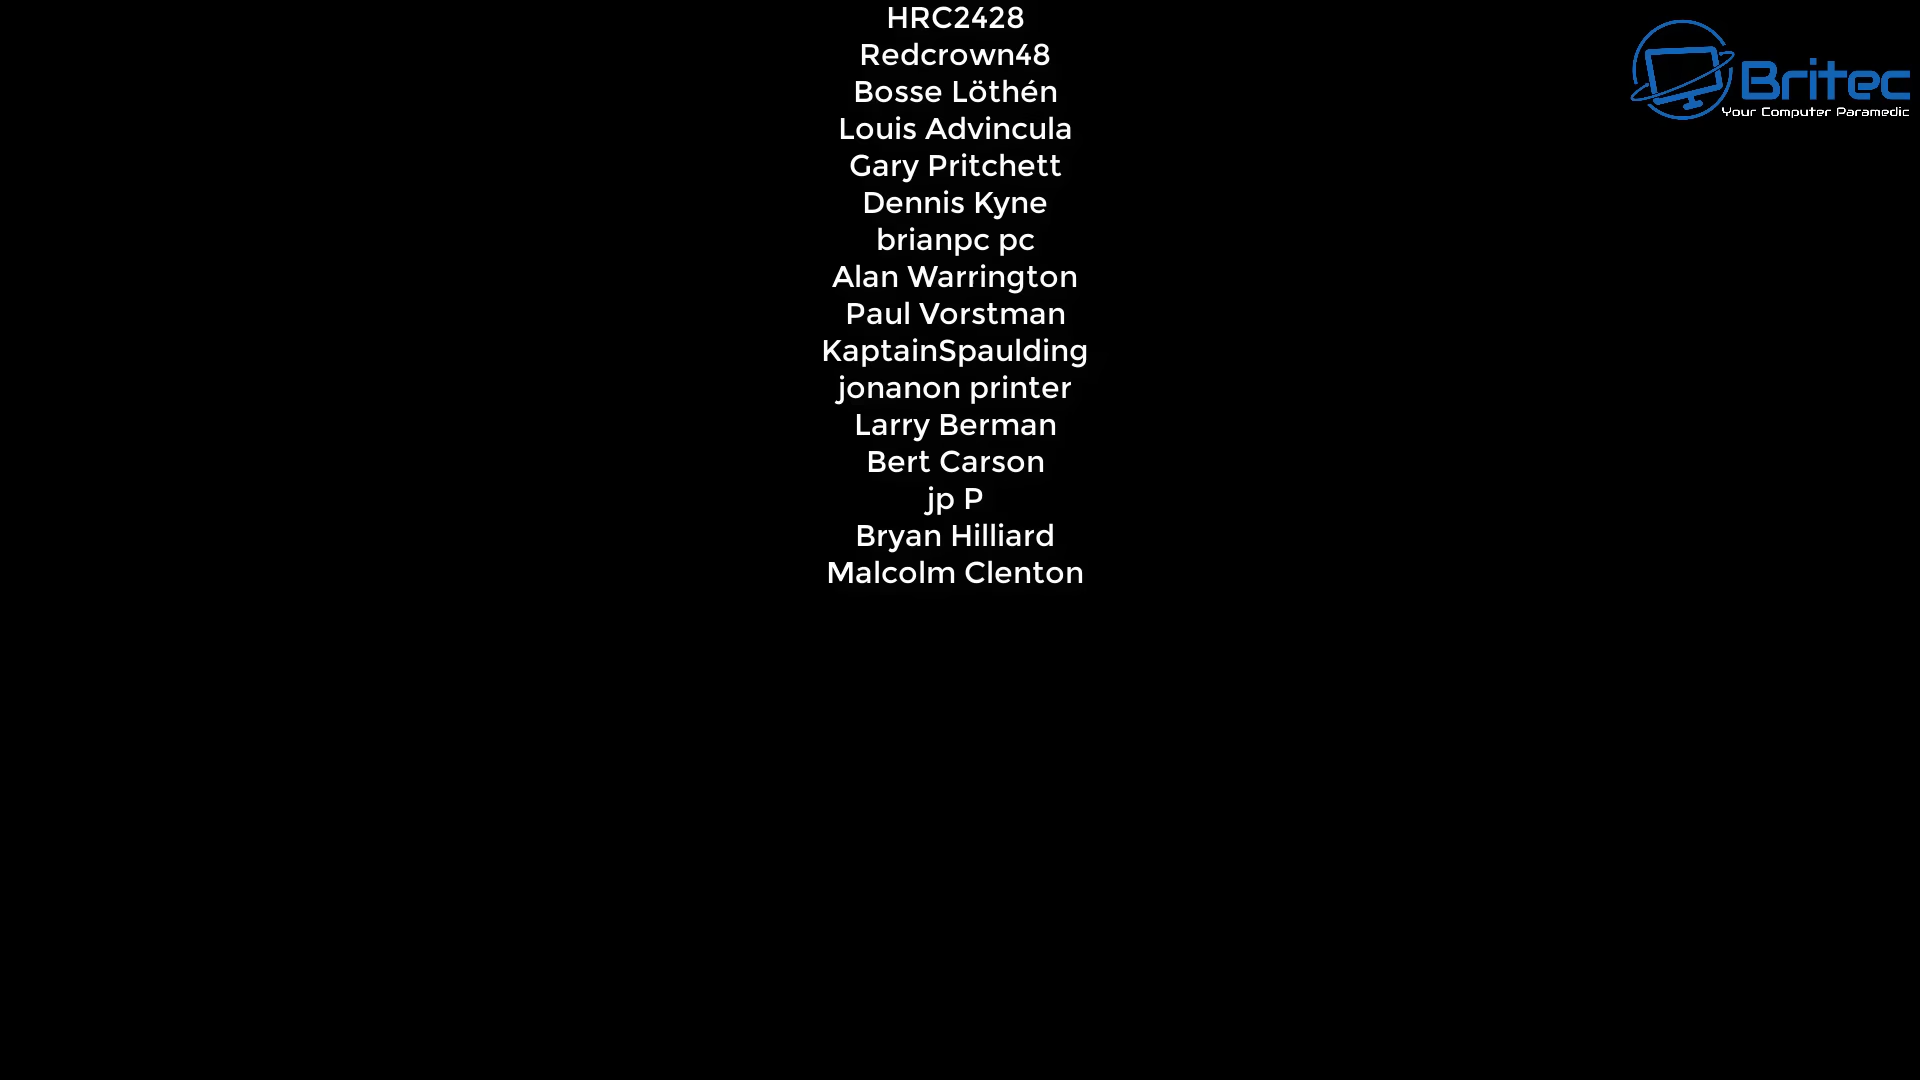 HRC2428
Redcrown48
Bosse Löthén
Louis Advincula
Gary Pritchett
Dennis Kyne
brianpc pc
Alan Warrington
Paul Vorstman
KaptainSpaulding
jonanon printer
Larry Berman
Bert Carson
jp P
Bryan Hilliard
Malcolm Clenton
Britec
Your Computer Paramedic